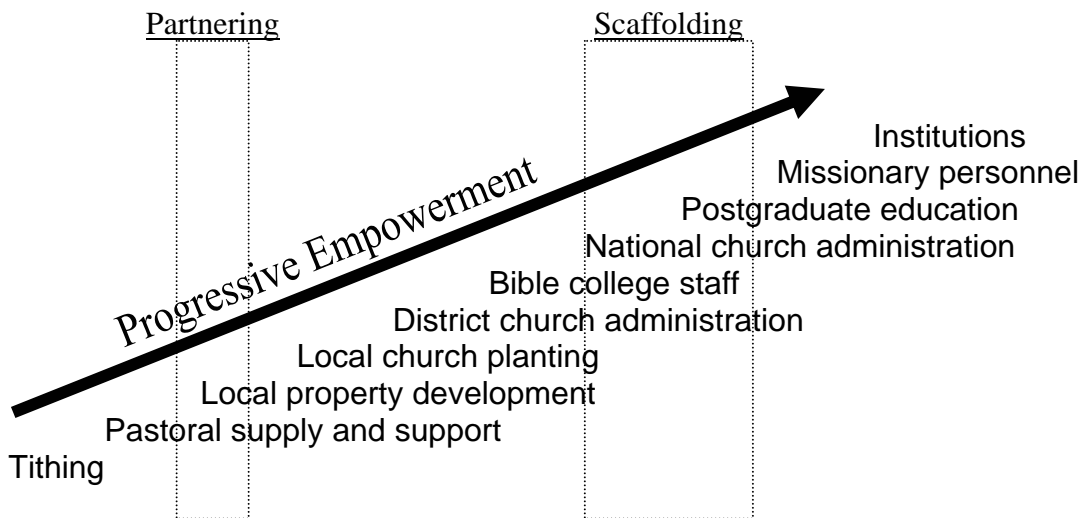 Partnering
Scaffolding
Progressive Empowerment
Institutions
Missionary personnel
Postgraduate education
National church administration
Bible college staff
District church administration
Local church planting
Local property development
Pastoral supply and support
Tithing